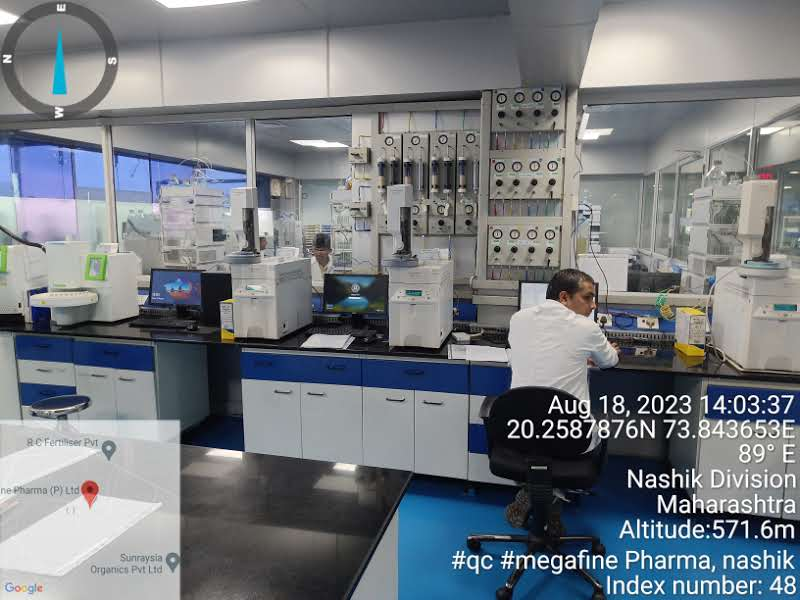 E
N
S
W
Aug 18, 2023 14:03:37
20.2587876N 73.843653E
89° E
Nashik Division
Maharashtra
Altitude:571.6m
#qc #megafine Pharma, nashik
Index number: 48
R C Fertiliser Pvt
ne Pharma (P) Ltd
Sunraysia
Organics Pvt Ltd
Google